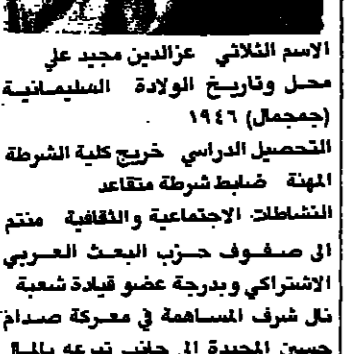 الاسم الثلاثي عزالدين مجيد علي
محل وتاريخ الولادة السليمانية
(جمجمال) ١٩٤٦
التحصيل الدراسي خريج كلية الشرطة
المهنة ضابط شرطة متقاعد
النشاطات الاجتماعية والثقافية منتم
الى صفوف حزب البعث العربي
الاشتراكي وبدرجة عضو قيادة شعبة
نال شرف المساهمة في معركة صدام
حسين المجيدة الى جانب تبرعه بالمال